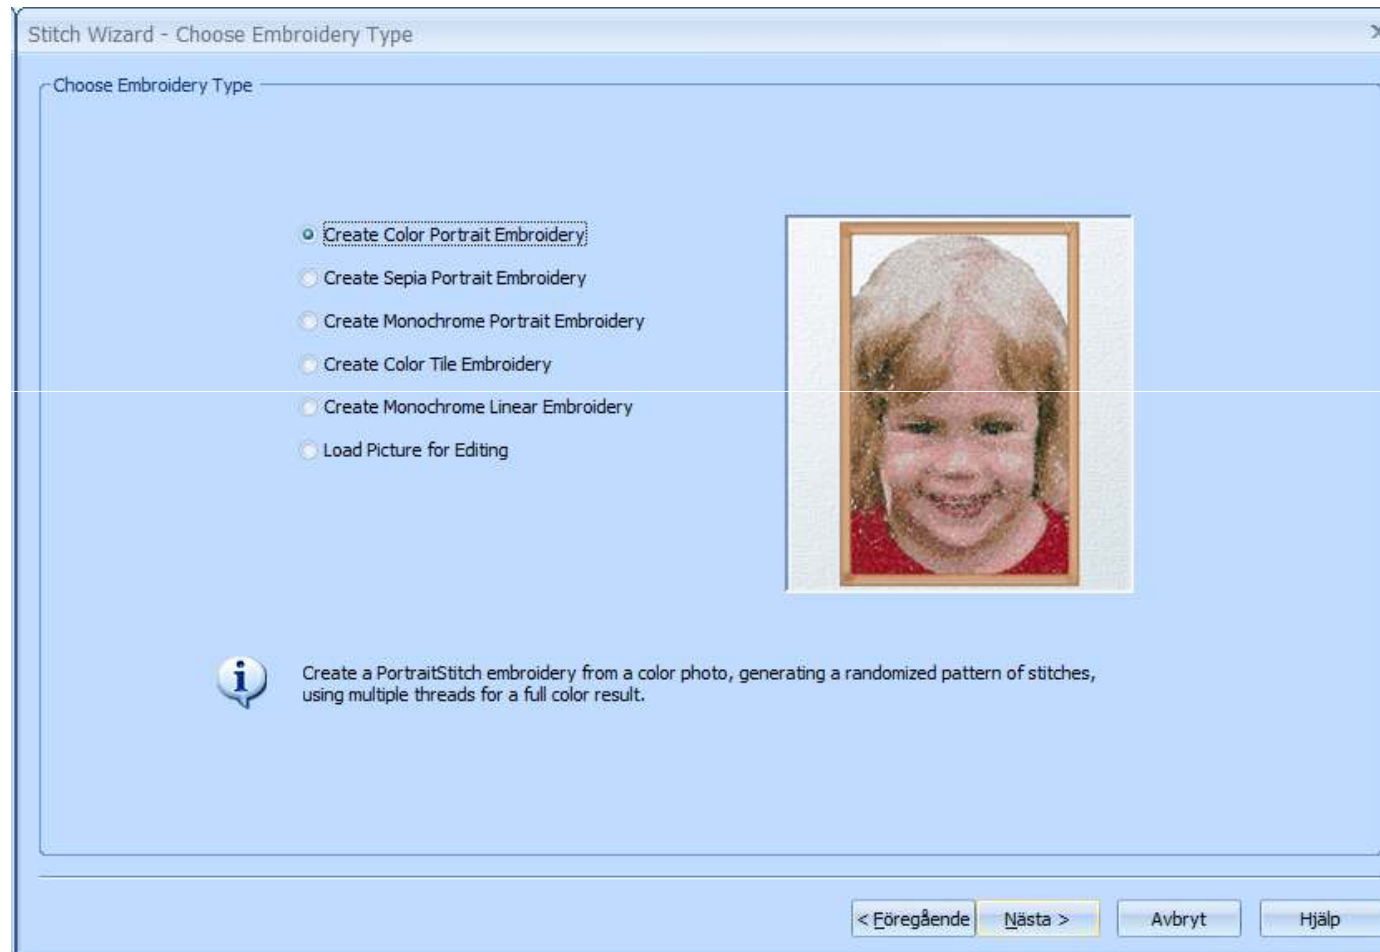 Stitch Wizard - Choose Embroidery Type
Choose Embroidery Type
Create Color Portrait Embroidery
Create Sepia Portrait Embroidery
Create Monochrome Portrait Embroidery
Create Color Tile Embroidery
Create Monochrome Linear Embroidery
Load Picture for Editing
Create a PortraitStitch embroidery from a color photo, generating a randomized pattern of stitches,
using multiple threads for a full color result.
< Föregående Nästa > Avbryt Hjälp